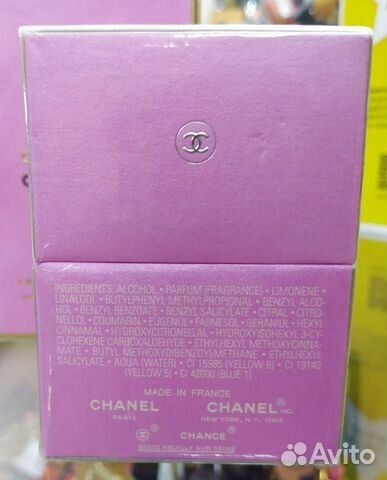 INGREDIENTS: ALCOHOL • PARFUM (FRAGRANCE) • LIMONENE •
LINALOOL • BUTYLPHENYL METHYLPROPIONAL • BENZYL ALCO-
HOL • BENZYL BENZOATE • BENZYL SALICYLATE • CITRAL • CITRO-
NELLOL • COUMARIN • EUGENOL • FARNESOL • GERANIOL • HEXYL
CINNAMAL • HYDROXYCITRONELLAL • HYDROXYISOHEXYL 3-CY-
CLOHEXENE CARBOXALDEHYDE • ETHYLHEXYL METHOXYCINNA-
MATE • BUTYL METHOXYDIBENZOYLMETHANE • ETHYLHEXYL
SALICYLATE • AQUA (WATER) • CI 15985 (YELLOW 6) • CI 19140
(YELLOW 5) • CI 42090 (BLUE 1).
MADE IN FRANCE
CHANEL CHANEL® INC.
PARIS NEW YORK, N.Y. 10019
® CHANCE ®
92200 NEUILLY SUR SEINE
Avito